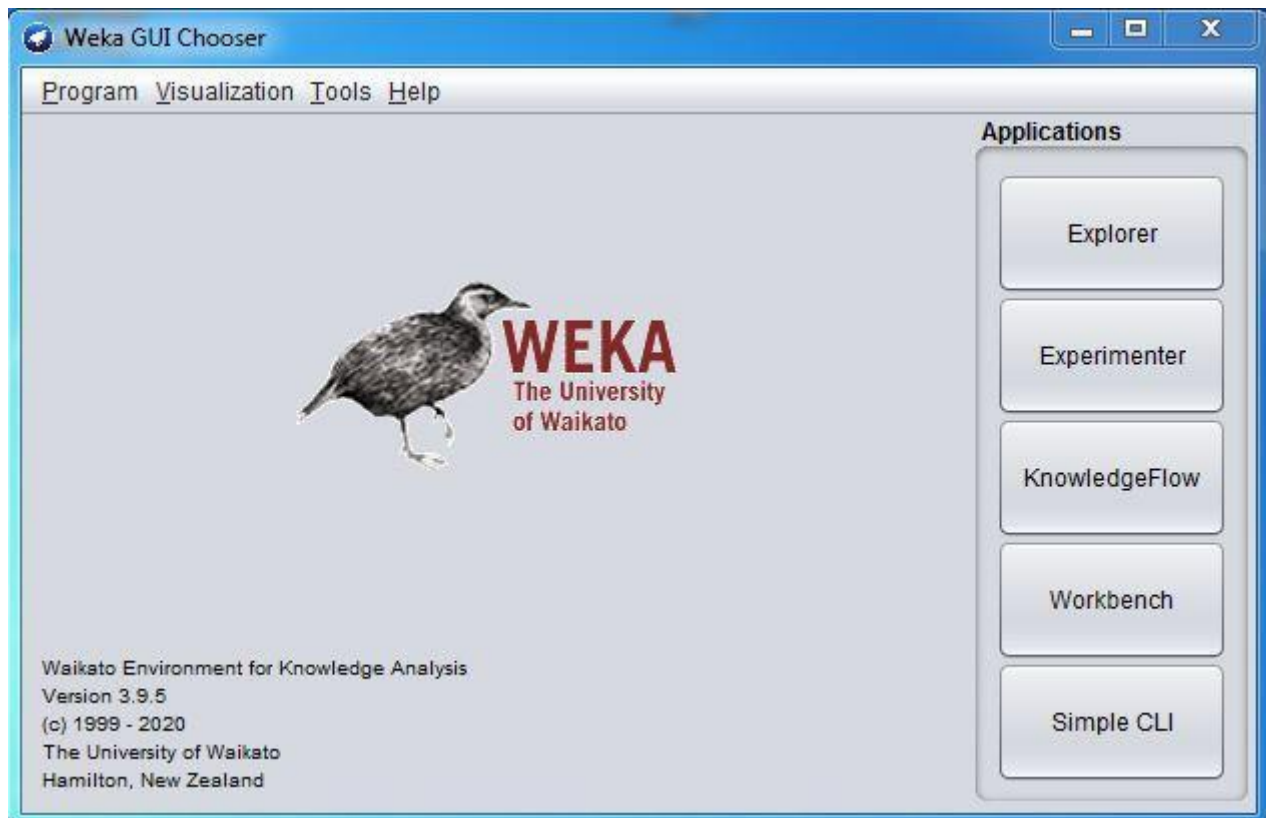 Weka GUI Chooser
Program Visualization Tools Help
Applications
Explorer
Experimenter
KnowledgeFlow
Workbench
Simple CLI
WEKA
The University
of Waikato
Waikato Environment for Knowledge Analysis
Version 3.9.5
(c) 1999 - 2020
The University of Waikato
Hamilton, New Zealand